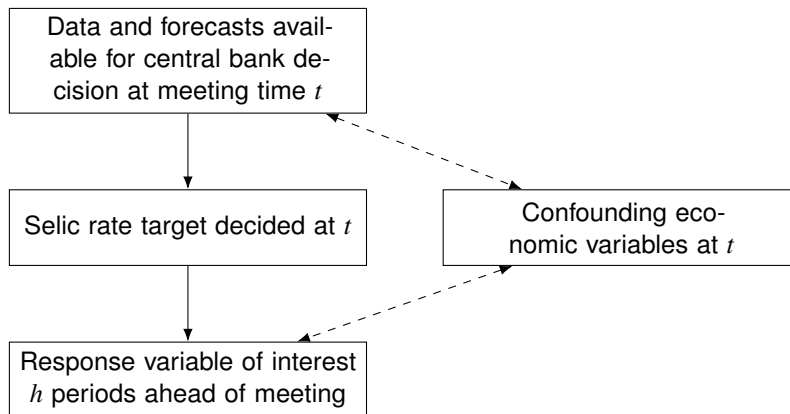 Data and forecasts avail-
able for central bank de-
cision at meeting time t
Selic rate target decided at t
Confounding eco-
nomic variables at t
Response variable of interest
h periods ahead of meeting